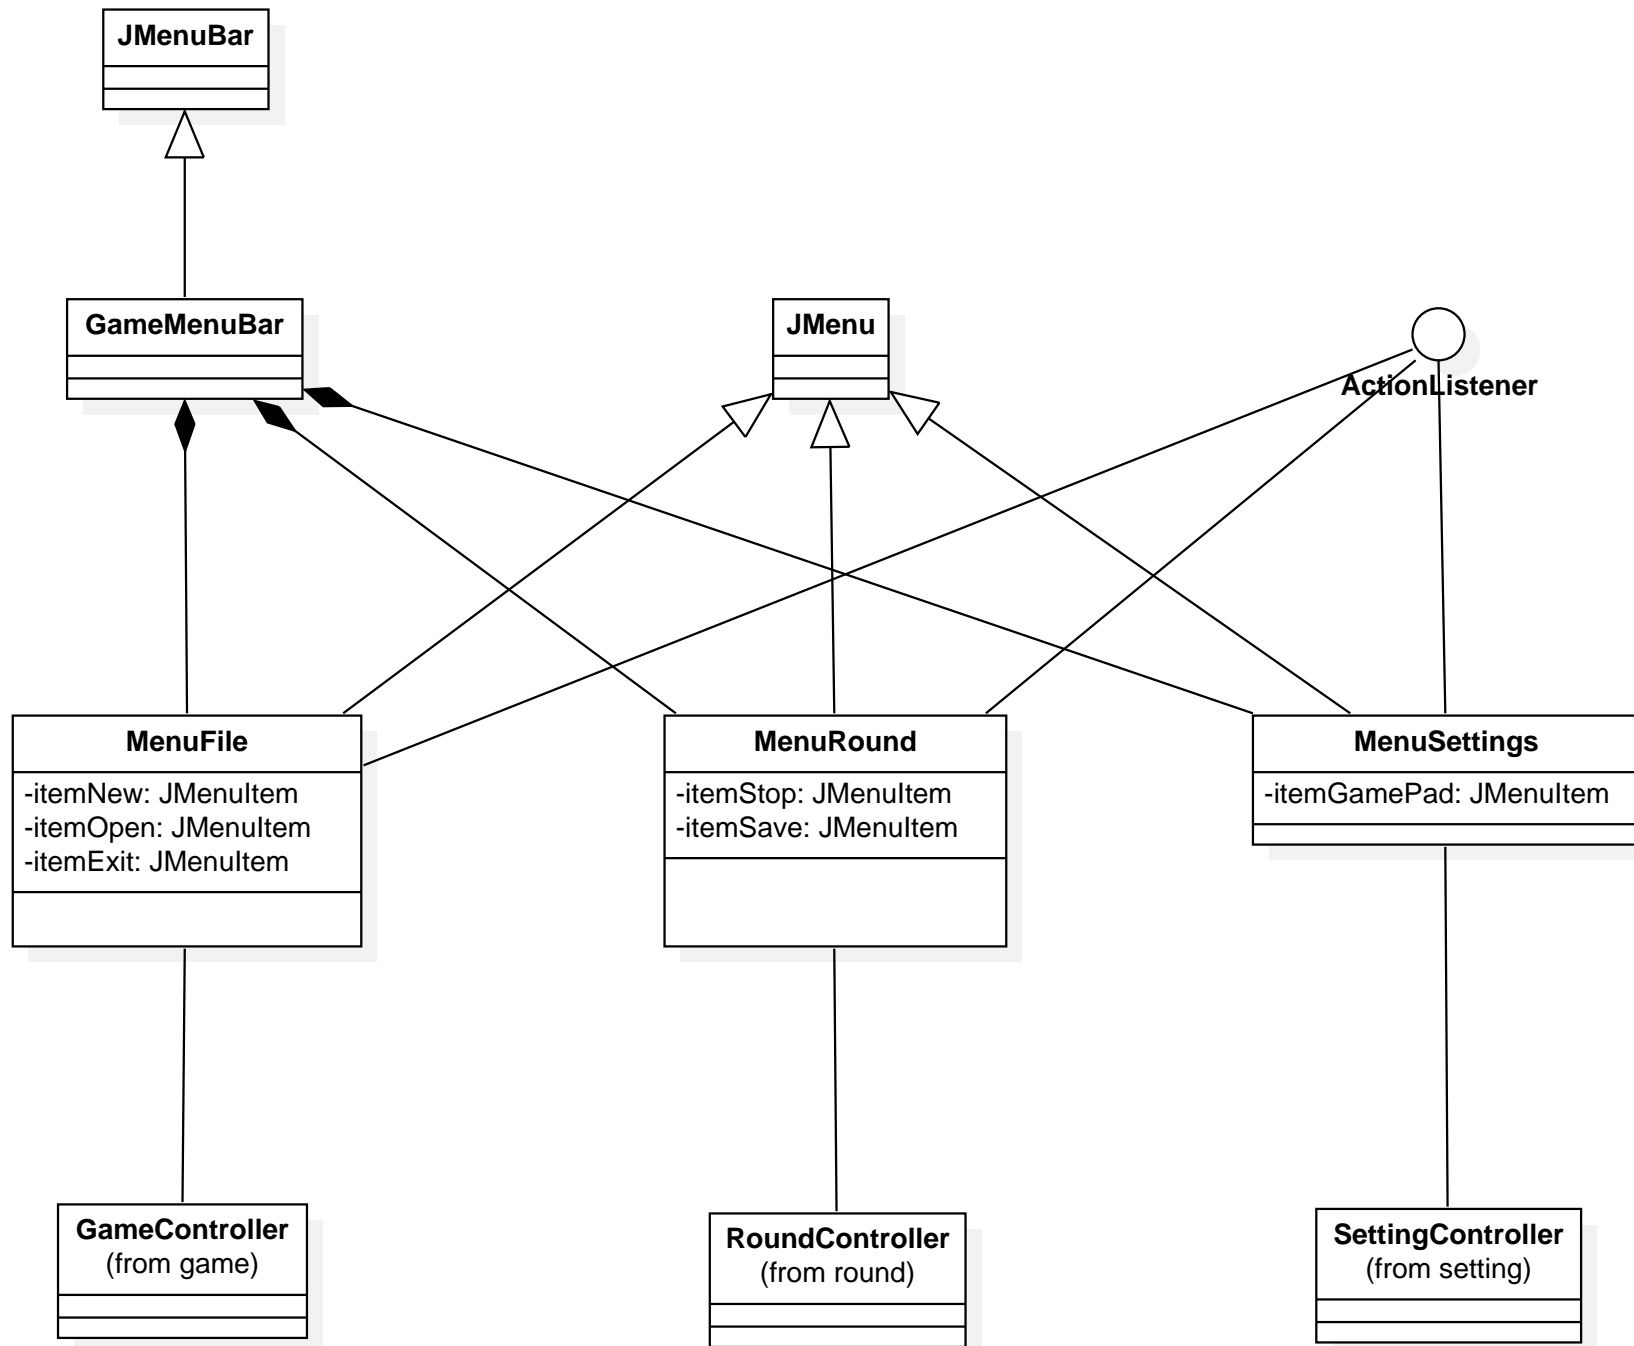 JMenuBar
GameMenuBar
JMenu
ActionListener
MenuFile
-itemNew: JMenuItem
-itemOpen: JMenuItem
-itemExit: JMenuItem
MenuRound
-itemStop: JMenuItem
-itemSave: JMenuItem
MenuSettings
-itemGamePad: JMenuItem
GameController
(from game)
RoundController
(from round)
SettingController
(from setting)